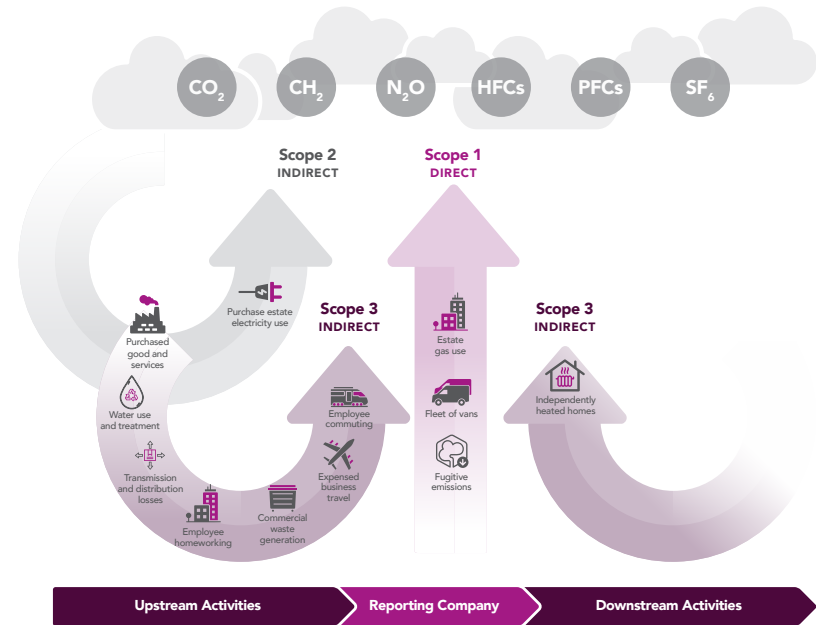 CO2
CH2
N2O
HFCs
PFCs
SF6
Scope 2
INDIRECT
Scope 1
DIRECT
Purchase estate
electricity use
Scope 3
INDIRECT
Scope 3
INDIRECT
Purchased
good and
services
Estate
gas use
Water use
and treatment
Employee
commuting
Fleet of vans
Independently
heated homes
Transmission
and distribution
losses
Expensed
business
travel
Fugitive
emissions
Employee
homeworking
Commercial
waste
generation
Upstream Activities
Reporting Company
Downstream Activities